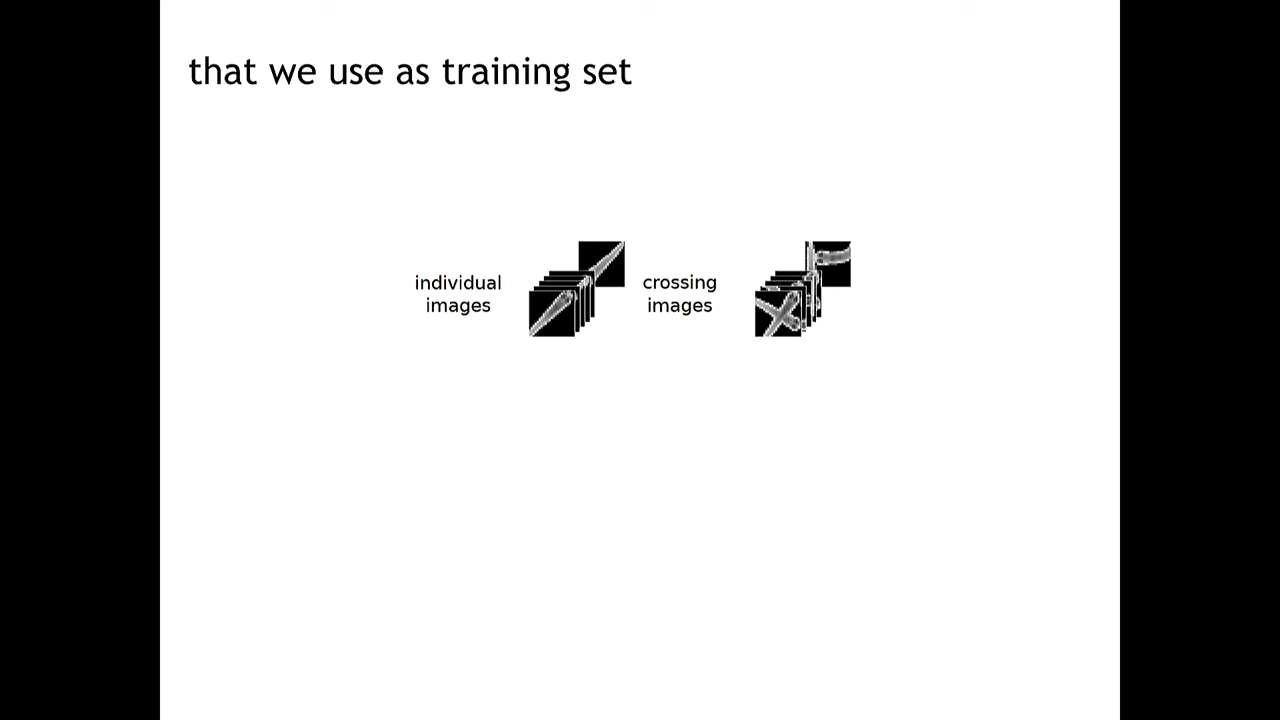 that we use as training set
individual
images
crossing
images